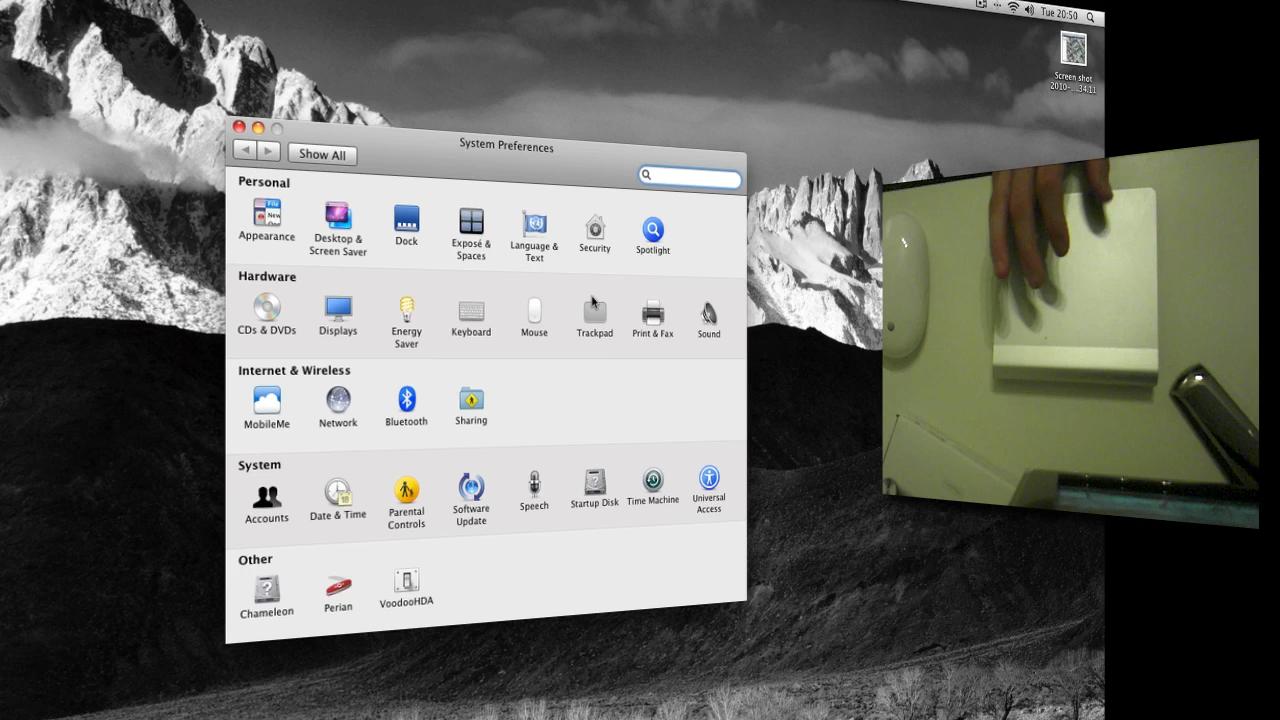 Tue 20:50
Screen shot
2010-...34.11
System Preferences
Show All
Personal
Appearance
Desktop &
Screen Saver
Dock
Exposé &
Spaces
Language &
Text
Security
Spotlight
Hardware
CDs & DVDs
Displays
Energy
Saver
Keyboard
Mouse
Trackpad
Print & Fax
Sound
Internet & Wireless
MobileMe
Network
Bluetooth
Sharing
System
Accounts
Date & Time
Parental
Controls
Software
Update
Speech
Startup Disk
Time Machine
Universal
Access
Other
Chameleon
Perian
VoodooHDA